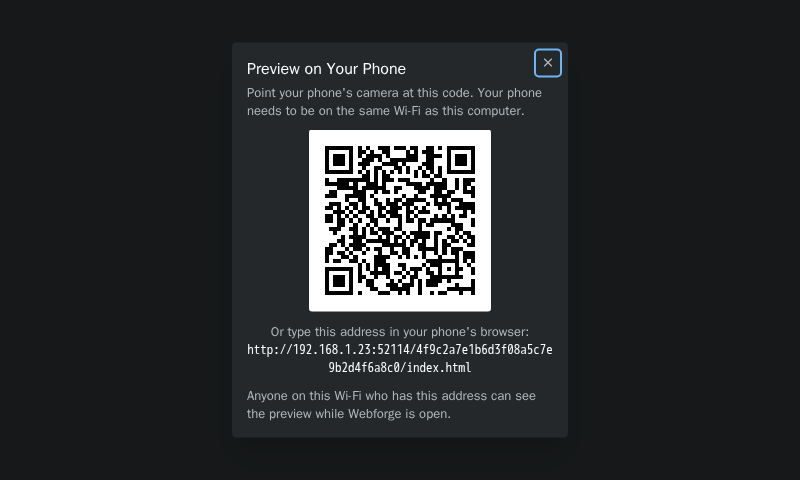 Preview on Your Phone
Point your phone's camera at this code. Your phone
needs to be on the same Wi-Fi as this computer.
Or type this address in your phone's browser:
http://192.168.1.23:52114/4f9c2a7e1b6d3f08a5c7e
9b2d4f6a8c0/index.html
Anyone on this Wi-Fi who has this address can see
the preview while Webforge is open.